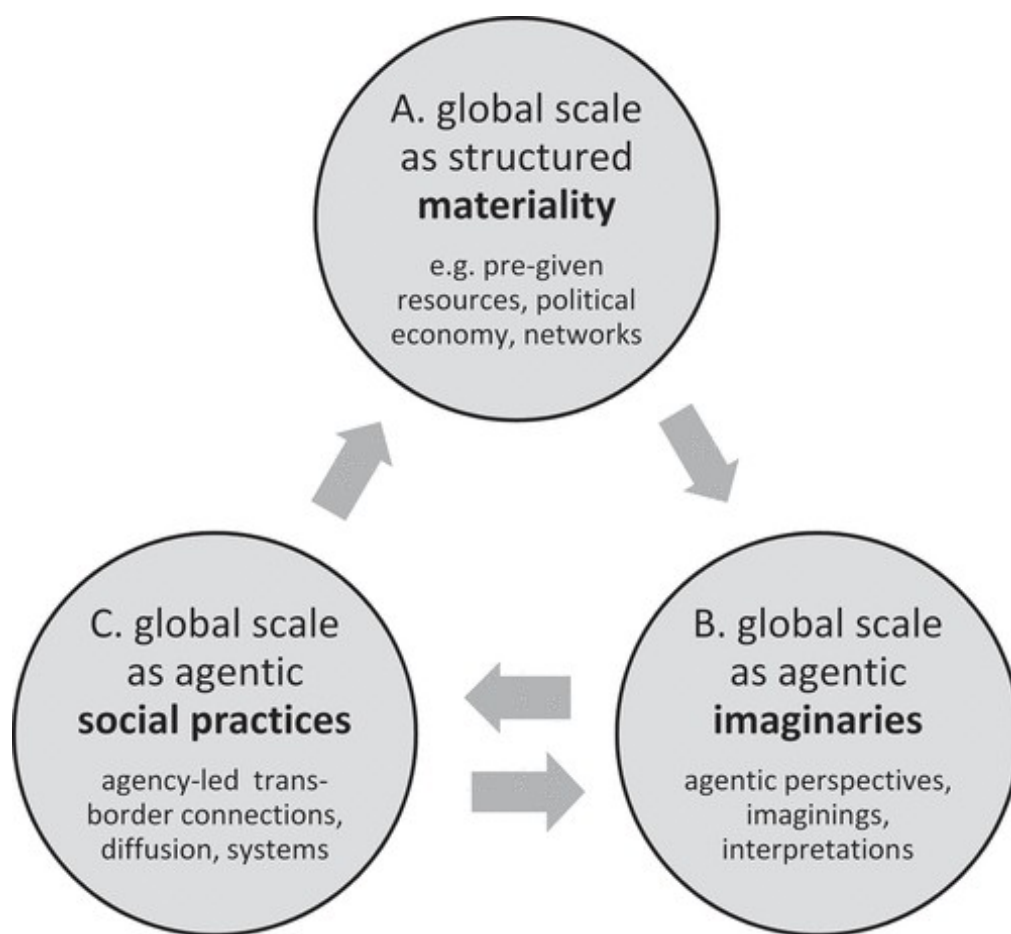 A. global scale
as structured
materiality
e.g. pre-given
resources, political
economy, networks
C. global scale
as agentic
social practices
agency-led trans-
border connections,
diffusion, systems
B. global scale
as agentic
imaginaries
agentic perspectives,
imaginings,
interpretations